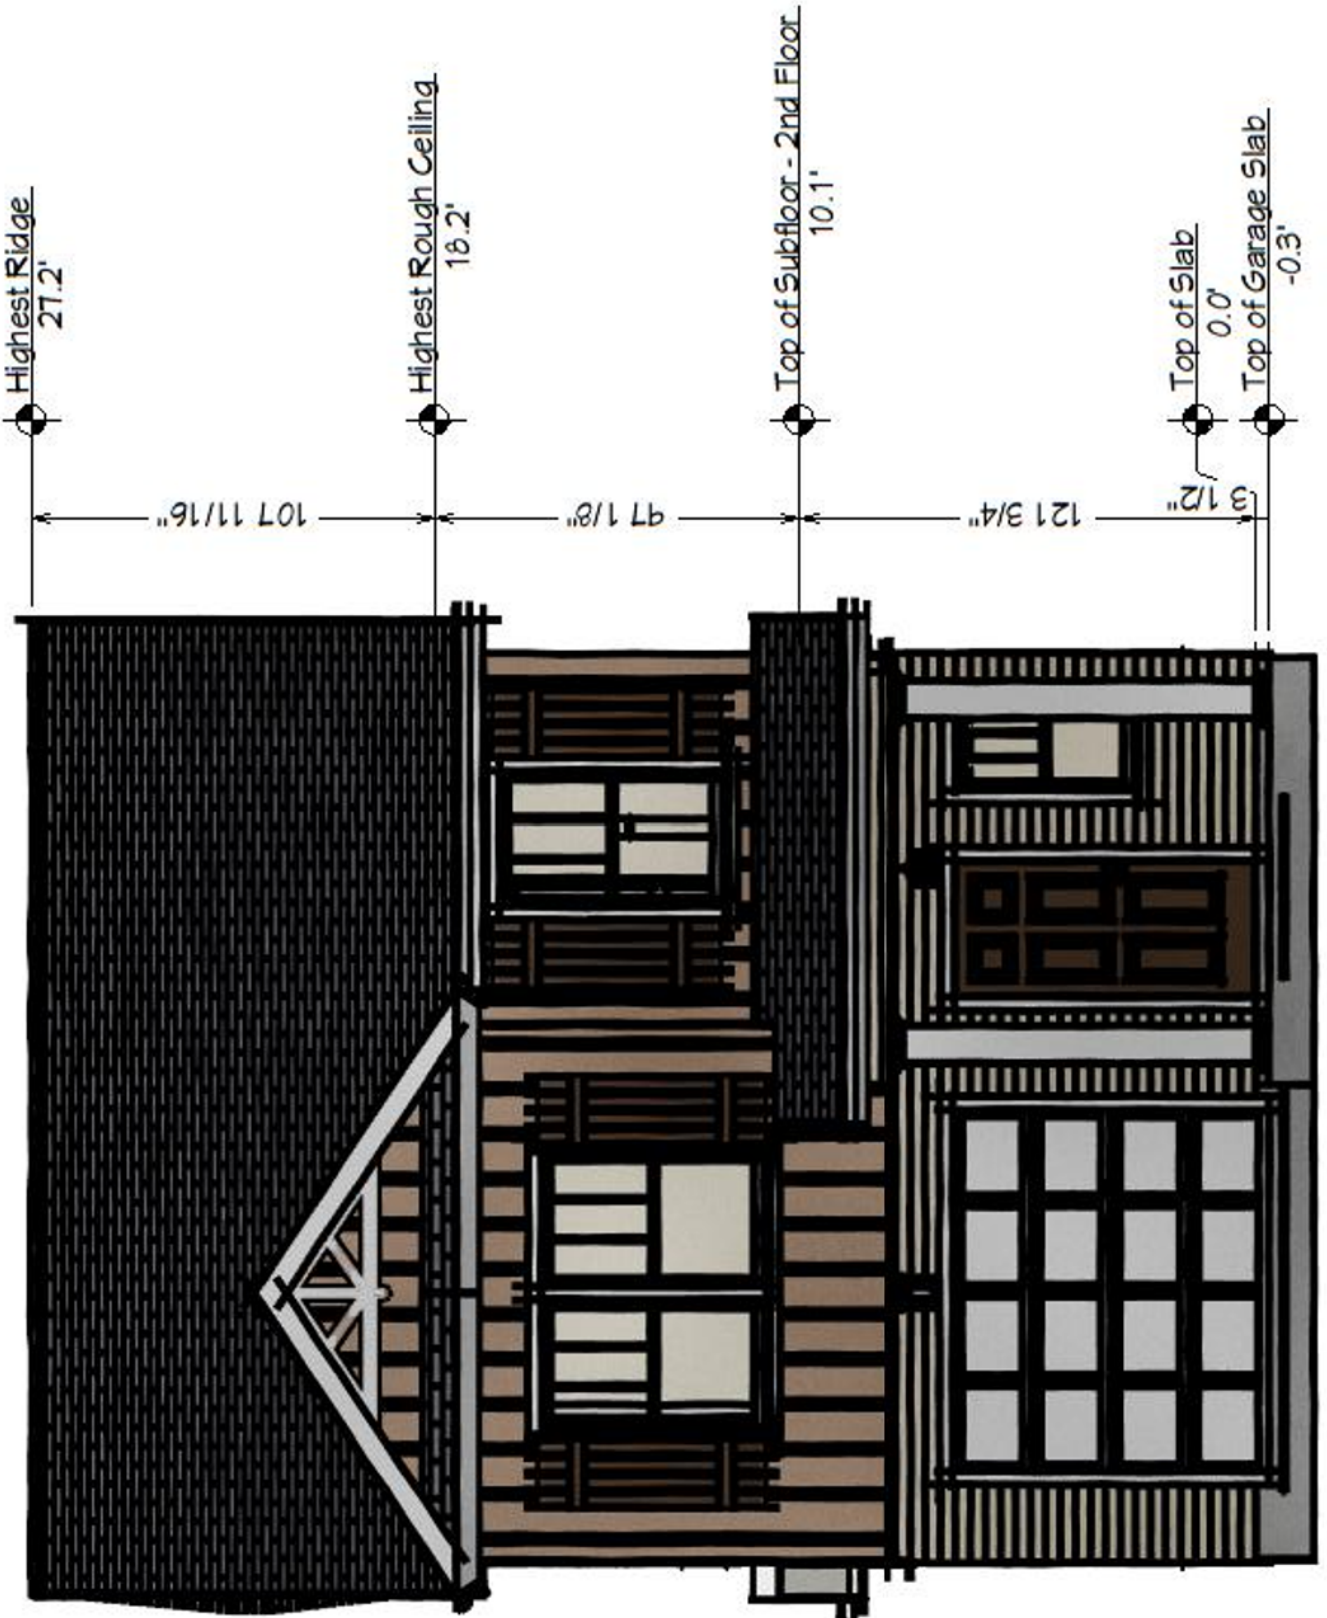 Highest Ridge
27.2'
107 11/16"
Highest Rough Ceiling
18.2'
97 1/8"
Top of Subfloor - 2nd Floor
10.1'
121 3/4"
Top of Slab
0.0'
3 1/2"
Top of Garage Slab
-0.3'